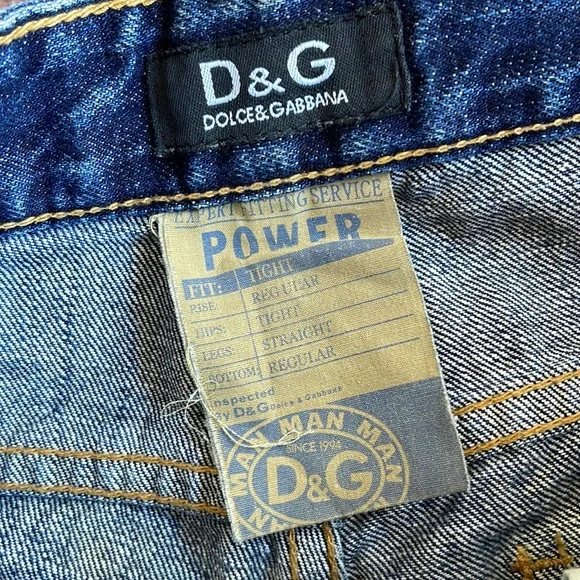 D&G
DOLCE&GABBANA
EXPERT FITTING SERVICE
POWER
FIT: TIGHT
RISE: REGULAR
HIPS: TIGHT
LEGS: STRAIGHT
BOTTOM: REGULAR
Inspected
By D&G Dolce & Gabbana
MAN MAN MAN
SINCE 1994
D&G
MAN